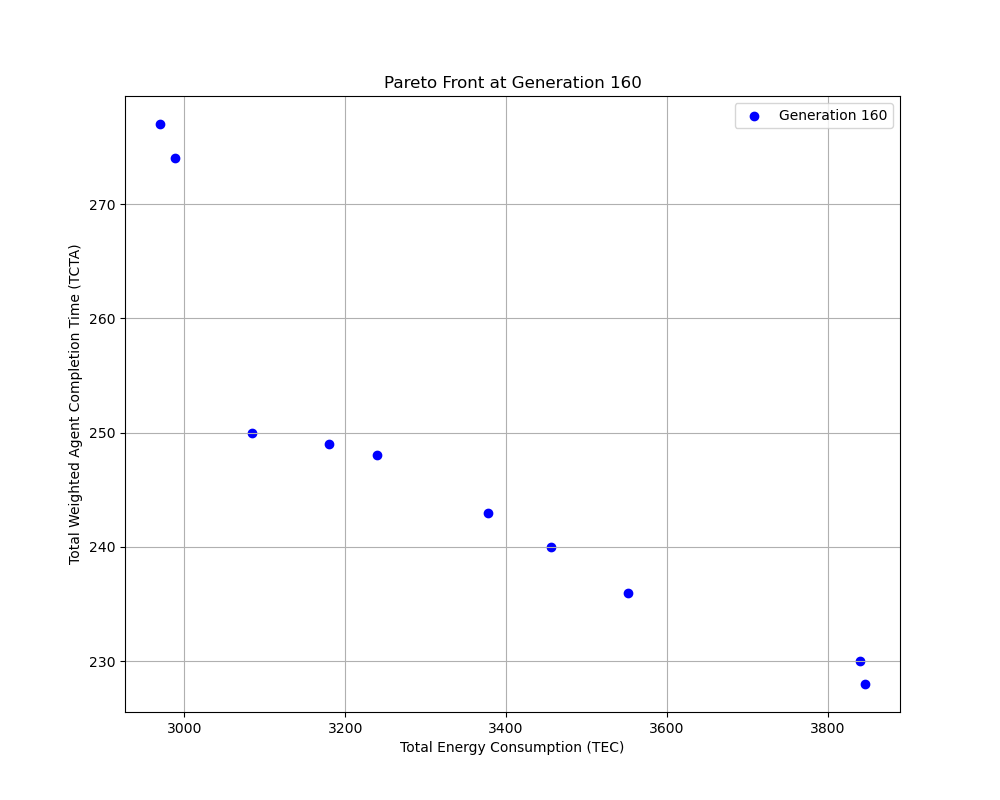 Pareto Front at Generation 160
Generation 160
Total Weighted Agent Completion Time (TCTA)
270
260
250
240
230
3000 3200 3400 3600 3800
Total Energy Consumption (TEC)